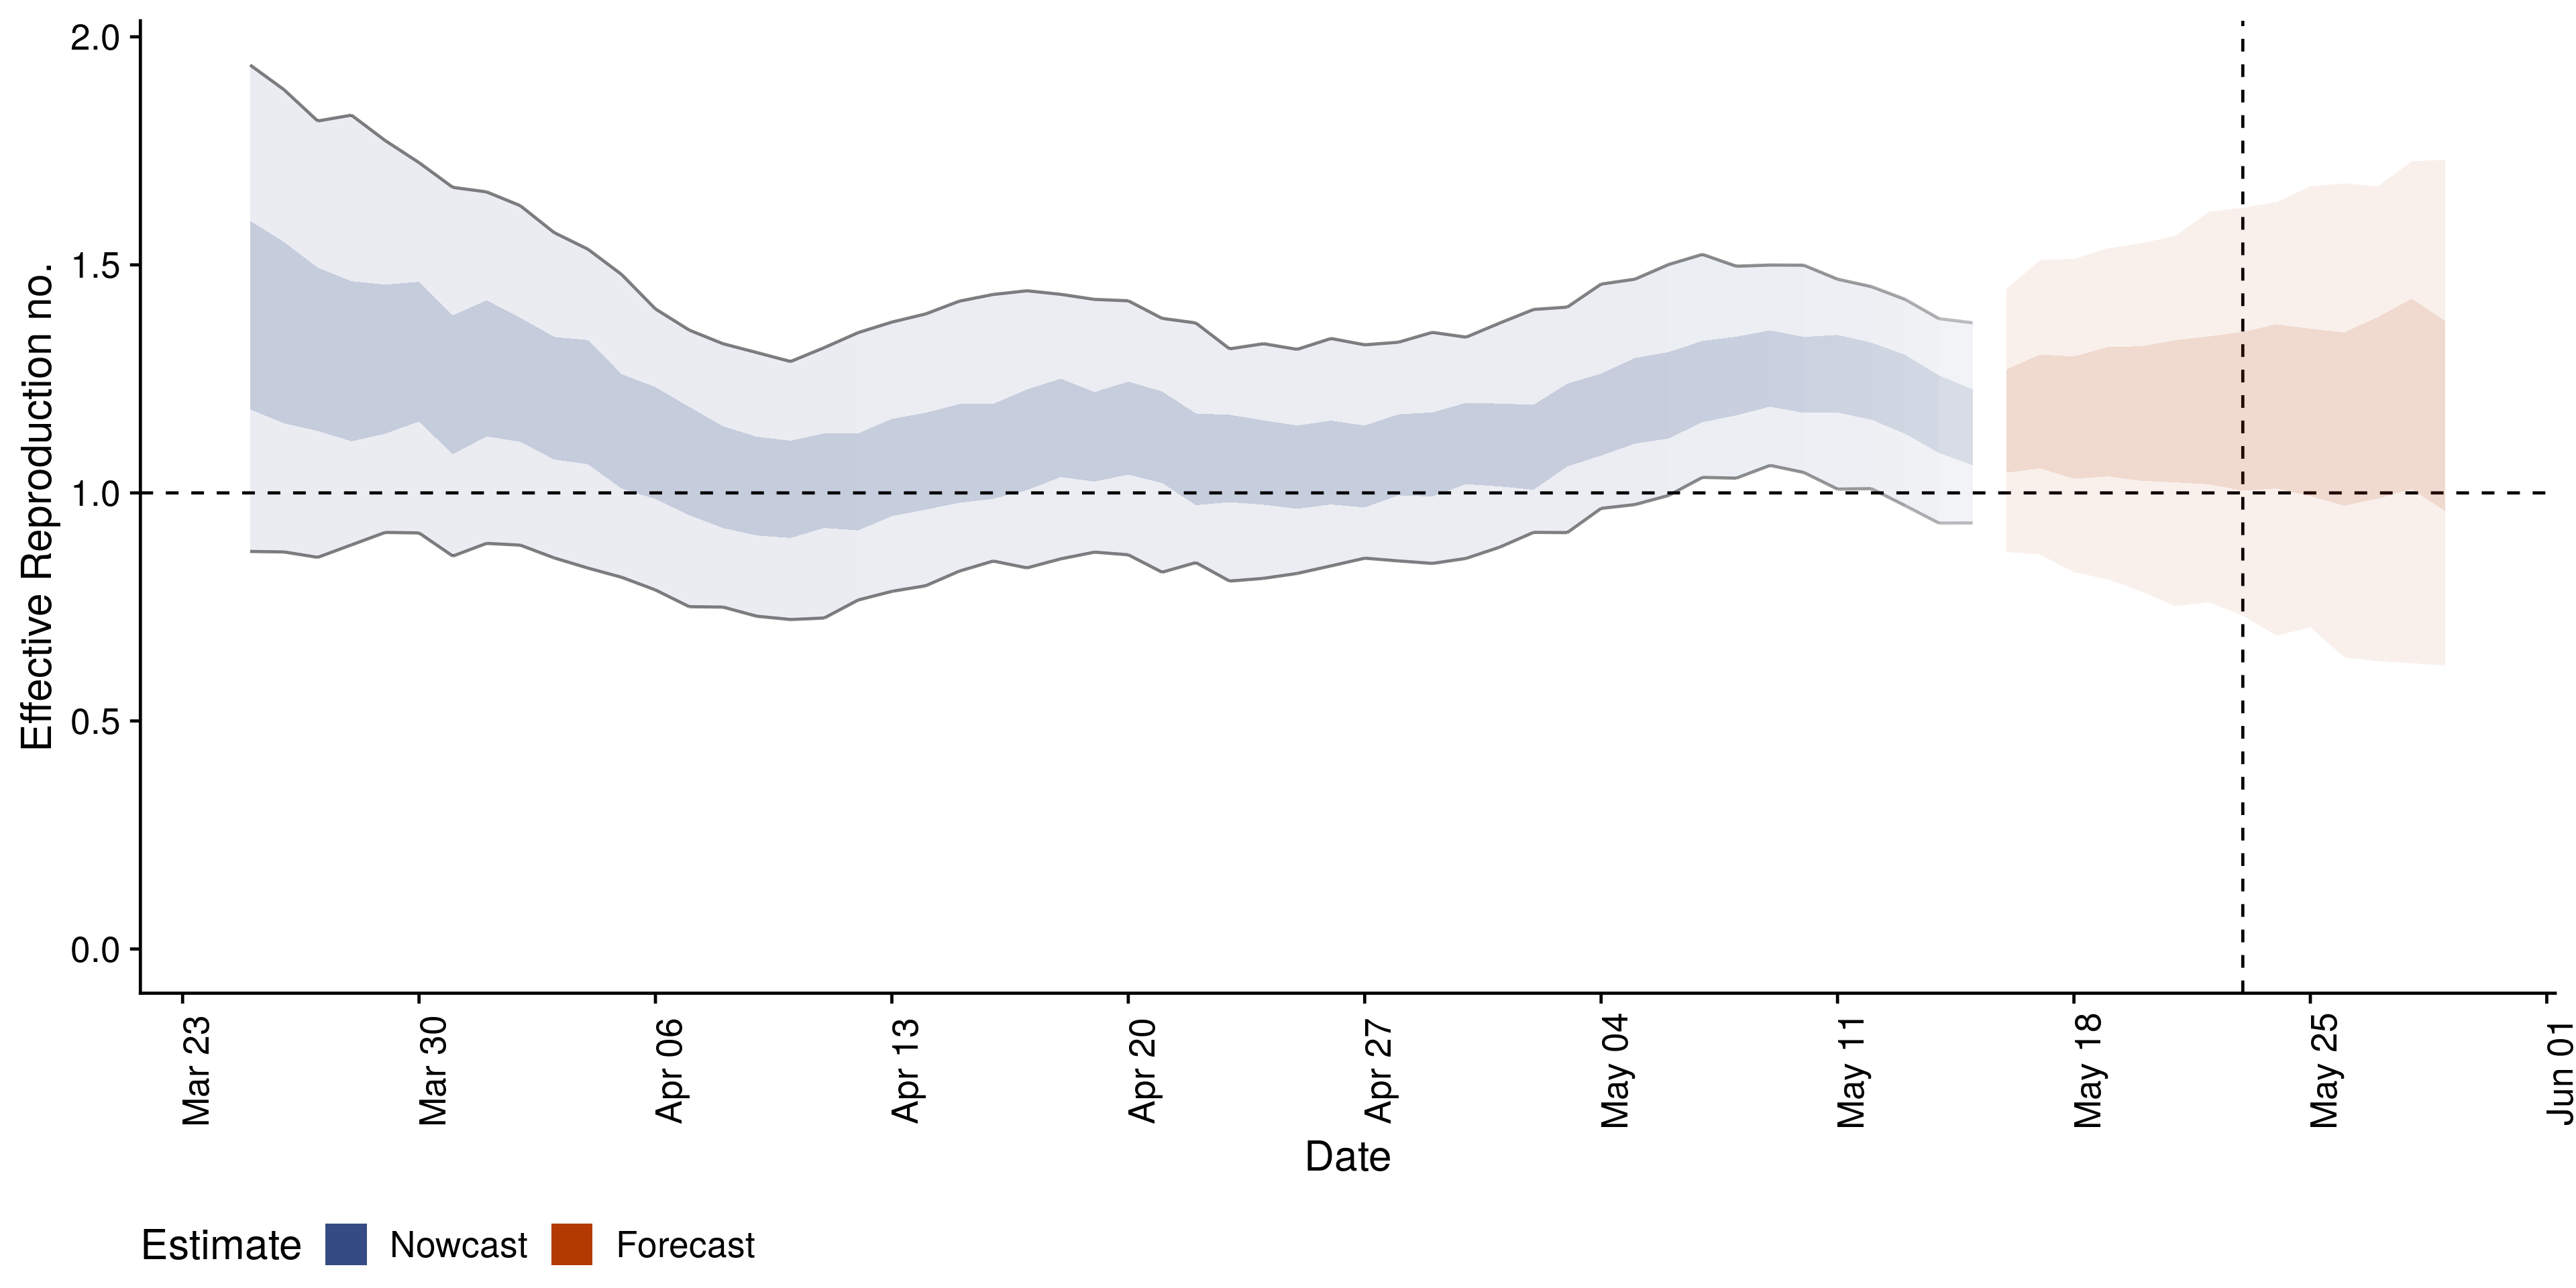 Effective Reproduction no.
2.0
1.5
1.0
0.5
0.0
Mar 23
Mar 30
Apr 06
Apr 13
Apr 20
Apr 27
May 04
May 11
May 18
May 25
Jun 01
Date
Estimate Nowcast Forecast